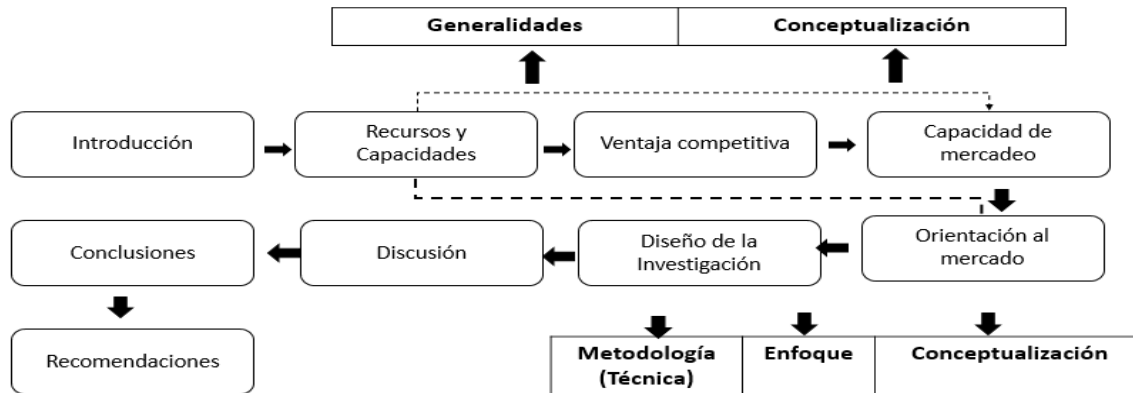 Generalidades
Conceptualización
Introducción
Recursos y
Capacidades
Ventaja competitiva
Capacidad de
mercadeo
Conclusiones
Discusión
Diseño de la
Investigación
Orientación al
mercado
Recomendaciones
Metodología
(Técnica)
Enfoque
Conceptualización